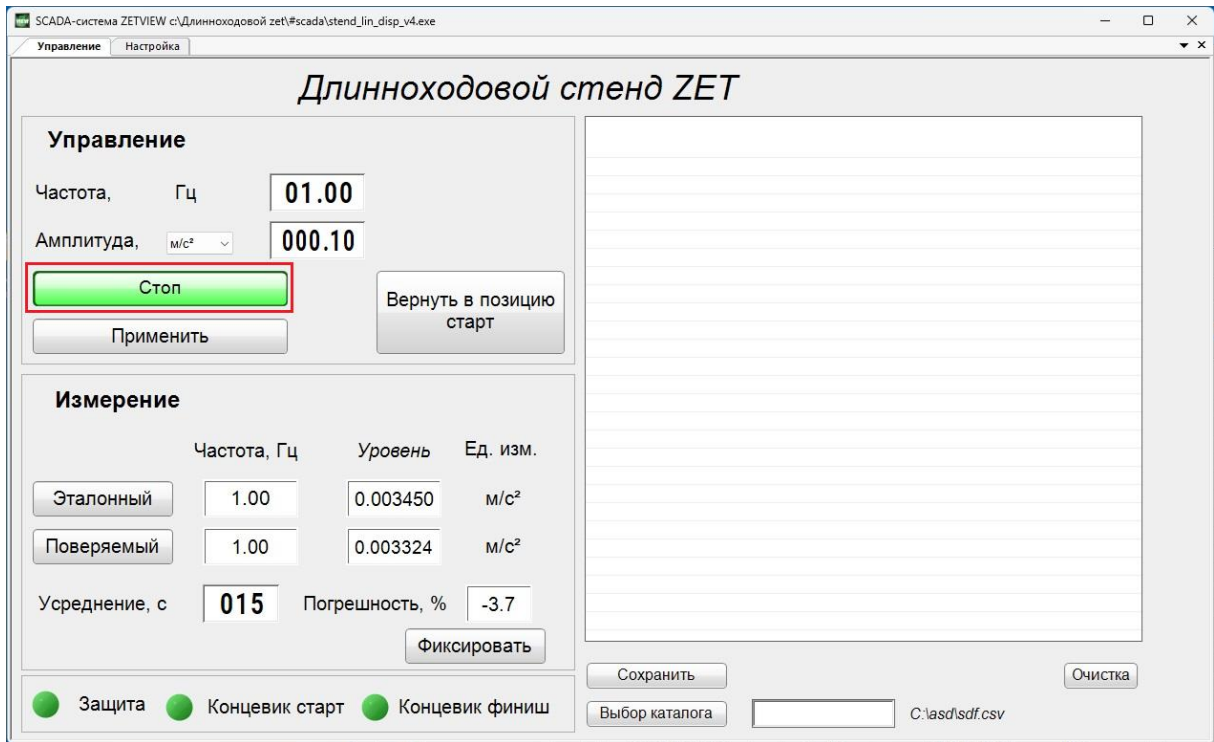 SCADA-система ZETVIEW c:\Длинноходовой zet\#scada\stend_lin_disp_v4.exe
Управление Настройка
Длинноходовой стенд ZET
Управление
Частота, Гц 01.00
Амплитуда, м/с² 000.10
Стоп
Вернуть в позицию
старт
Применить
Измерение
Частота, Гц Уровень Ед. изм.
Эталонный 1.00 0.003450 м/с²
Поверяемый 1.00 0.003324 м/с²
Усреднение, с 015 Погрешность, % -3.7
Фиксировать
Защита Концевик старт Концевик финиш
Сохранить Очистка
Выбор каталога C:\asd\sdf.csv